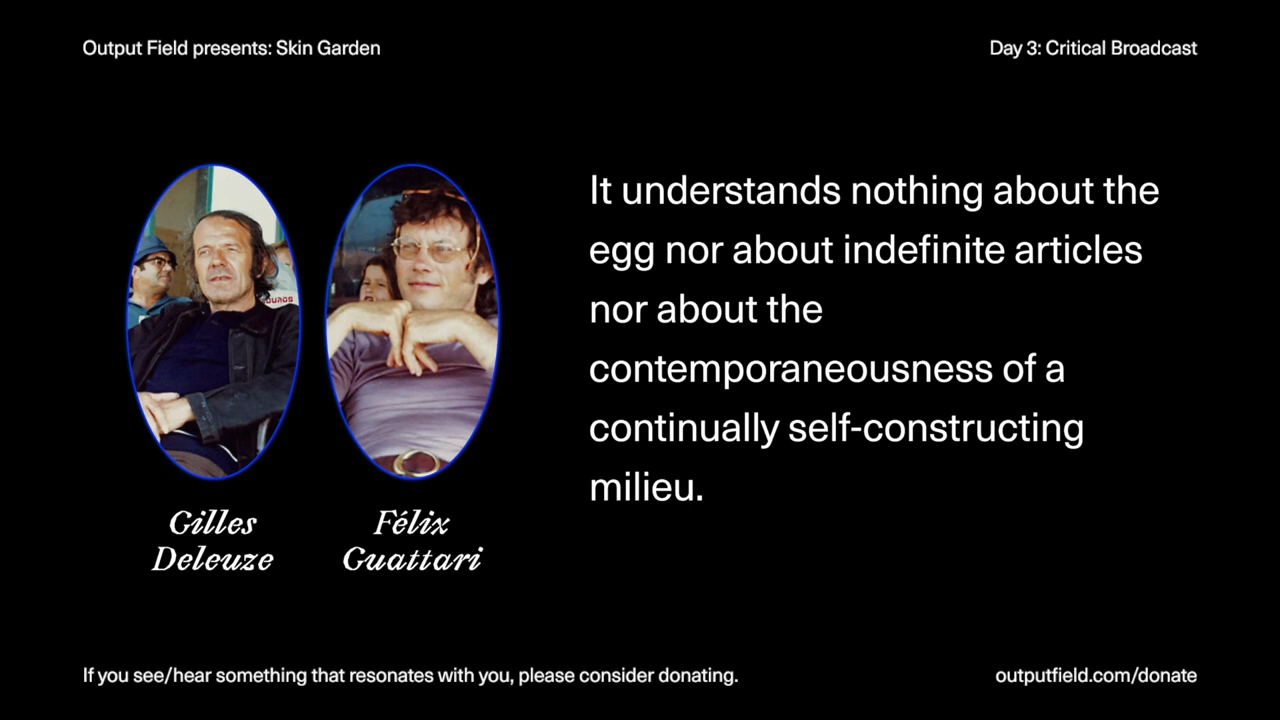 Output Field presents: Skin Garden
Day 3: Critical Broadcast
It understands nothing about the
egg nor about indefinite articles
nor about the
contemporaneousness of a
continually self-constructing
milieu.
OUROS
Gilles
Deleuze
Félix
Guattari
If you see/hear something that resonates with you, please consider donating.
outputfield.com/donate